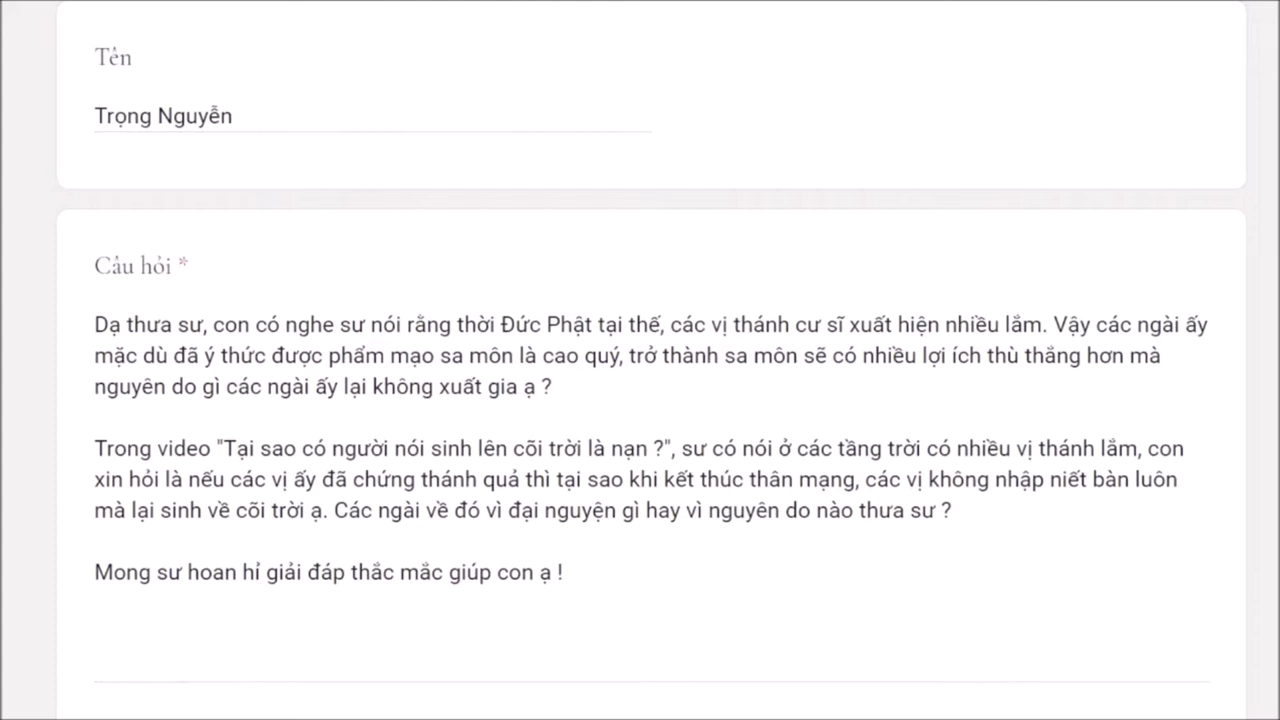 Tên
Trọng Nguyễn
Câu hỏi *
Dạ thưa sư, con có nghe sư nói rằng thời Đức Phật tại thế, các vị thánh cư sĩ xuất hiện nhiều lắm. Vậy các ngài ấy
mặc dù đã ý thức được phẩm mạo sa môn là cao quý, trở thành sa môn sẽ có nhiều lợi ích thù thắng hơn mà
nguyên do gì các ngài ấy lại không xuất gia ạ ?
Trong video "Tại sao có người nói sinh lên cõi trời là nạn ?", sư có nói ở các tầng trời có nhiều vị thánh lắm, con
xin hỏi là nếu các vị ấy đã chứng thánh quả thì tại sao khi kết thúc thân mạng, các vị không nhập niết bàn luôn
mà lại sinh về cõi trời ạ. Các ngài về đó vì đại nguyện gì hay vì nguyên do nào thưa sư ?
Mong sư hoan hỉ giải đáp thắc mắc giúp con ạ !